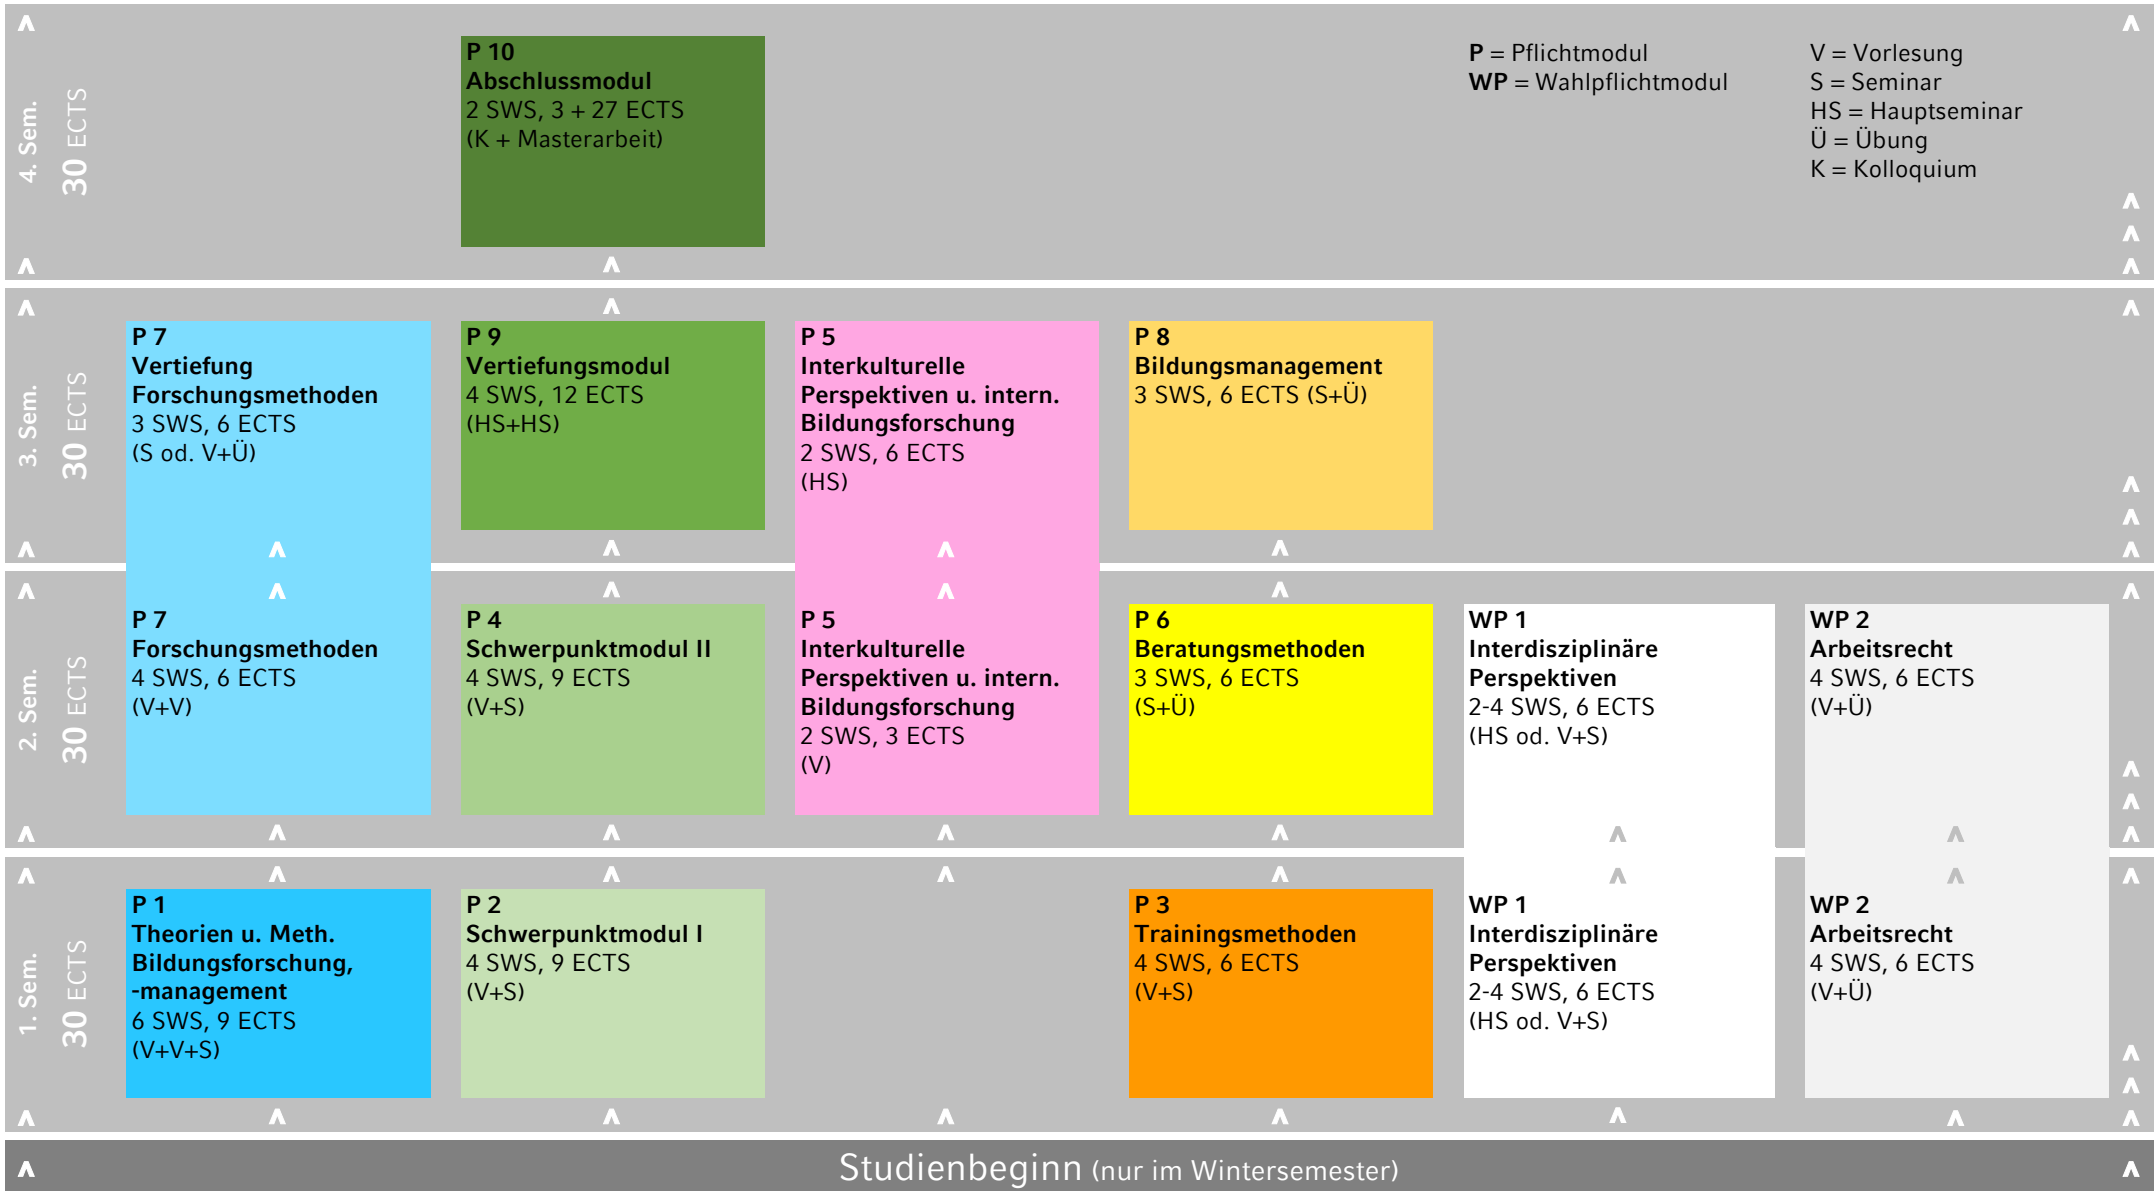 4. Sem.
30 ECTS
P 10
Abschlussmodul
2 SWS, 3 + 27 ECTS
(K + Masterarbeit)
P = Pflichtmodul
WP = Wahlpflichtmodul
V = Vorlesung
S = Seminar
HS = Hauptseminar
Ü = Übung
K = Kolloquium
3. Sem.
30 ECTS
P 7
Vertiefung
Forschungsmethoden
3 SWS, 6 ECTS
(S od. V+Ü)
P 9
Vertiefungsmodul
4 SWS, 12 ECTS
(HS+HS)
P 5
Interkulturelle
Perspektiven u. intern.
Bildungsforschung
2 SWS, 6 ECTS
(HS)
P 8
Bildungsmanagement
3 SWS, 6 ECTS (S+Ü)
2. Sem.
30 ECTS
P 7
Forschungsmethoden
4 SWS, 6 ECTS
(V+V)
P 4
Schwerpunktmodul II
4 SWS, 9 ECTS
(V+S)
P 5
Interkulturelle
Perspektiven u. intern.
Bildungsforschung
2 SWS, 3 ECTS
(V)
P 6
Beratungsmethoden
3 SWS, 6 ECTS
(S+Ü)
WP 1
Interdisziplinäre
Perspektiven
2-4 SWS, 6 ECTS
(HS od. V+S)
WP 2
Arbeitsrecht
4 SWS, 6 ECTS
(V+Ü)
1. Sem.
30 ECTS
P 1
Theorien u. Meth.
Bildungsforschung,
-management
6 SWS, 9 ECTS
(V+V+S)
P 2
Schwerpunktmodul I
4 SWS, 9 ECTS
(V+S)
P 3
Trainingsmethoden
4 SWS, 6 ECTS
(V+S)
WP 1
Interdisziplinäre
Perspektiven
2-4 SWS, 6 ECTS
(HS od. V+S)
WP 2
Arbeitsrecht
4 SWS, 6 ECTS
(V+Ü)
Studienbeginn (nur im Wintersemester)